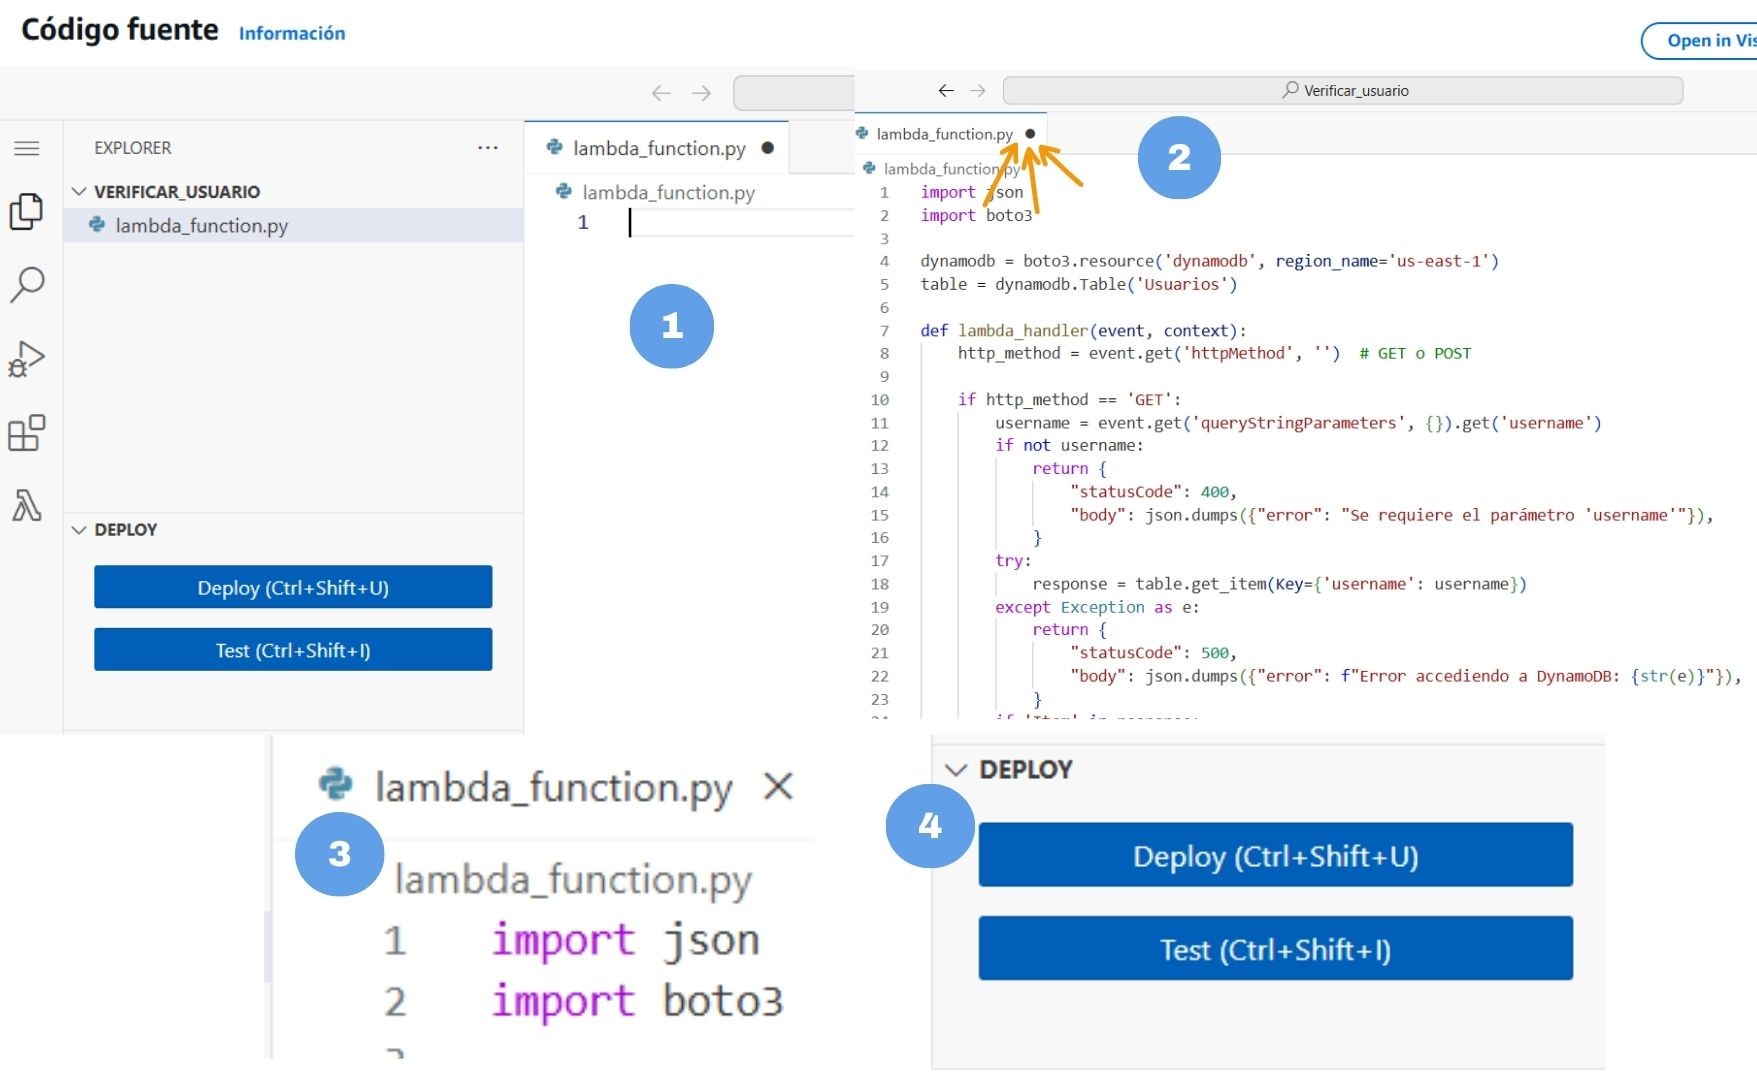 Código fuente Información
Open in Vis
EXPLORER ...
VERIFICAR_USUARIO
lambda_function.py
lambda_function.py
lambda_function.py
1
1
DEPLOY
Deploy (Ctrl+Shift+U)
Test (Ctrl+Shift+I)
Verificar_usuario
lambda_function.py
2
lambda_function.py
1 import json
2 import boto3
3
4 dynamodb = boto3.resource('dynamodb', region_name='us-east-1')
5 table = dynamodb.Table('Usuarios')
6
7 def lambda_handler(event, context):
8 http_method = event.get('httpMethod', '') # GET o POST
9
10 if http_method == 'GET':
11 username = event.get('queryStringParameters', {}).get('username')
12 if not username:
13 return {
14 "statusCode": 400,
15 "body": json.dumps({"error": "Se requiere el parámetro 'username'"}),
16 }
17 try:
18 response = table.get_item(Key={'username': username})
19 except Exception as e:
20 return {
21 "statusCode": 500,
22 "body": json.dumps({"error": f"Error accediendo a DynamoDB: {str(e)}"}),
23 }
lambda_function.py
3
lambda_function.py
1 import json
2 import boto3
DEPLOY
4
Deploy (Ctrl+Shift+U)
Test (Ctrl+Shift+I)